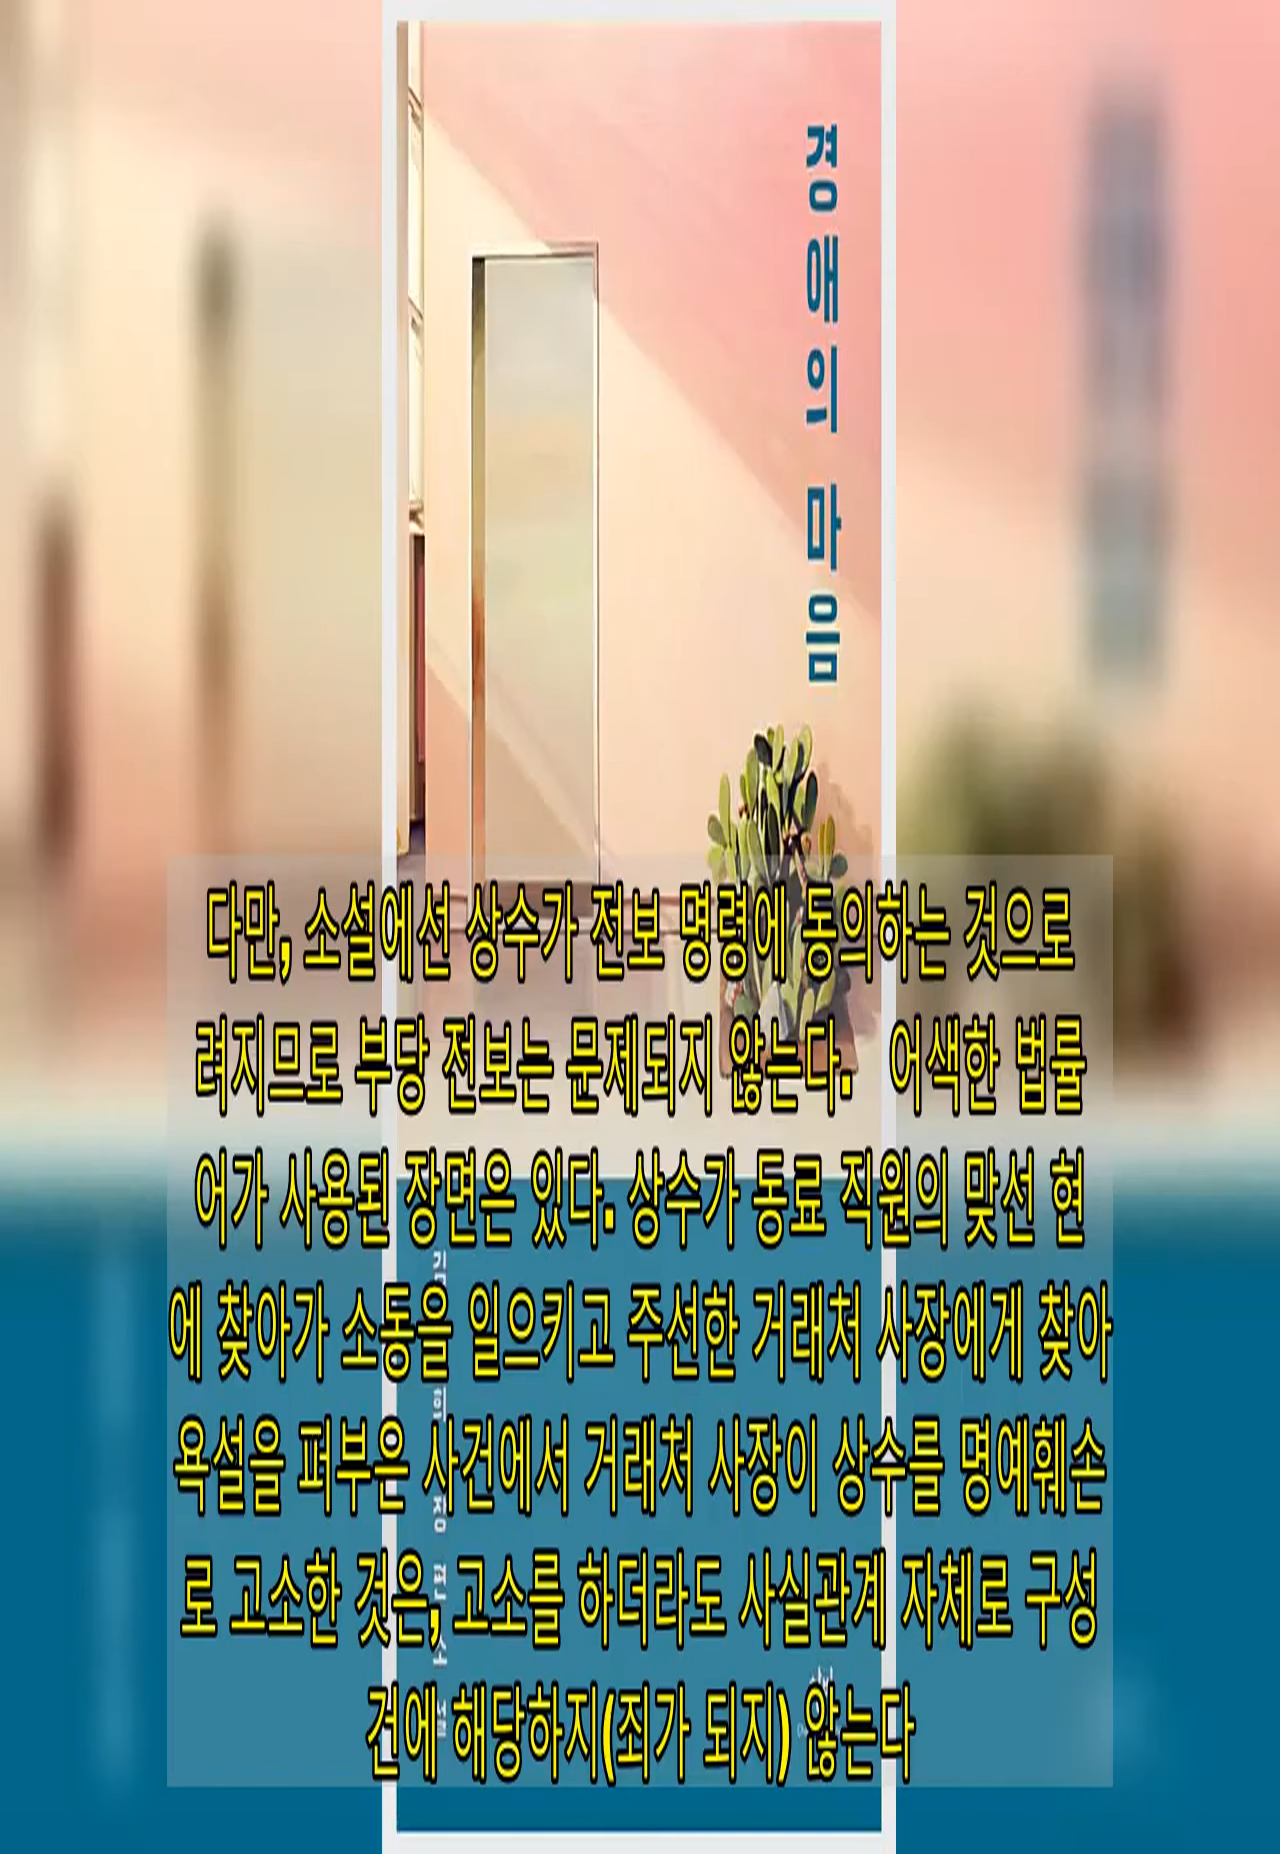 경애의 마음
다만, 소설에선 상수가 전보 명령에 동의하는 것으로
려지므로 부당 전보는 문제되지 않는다. 어색한 법률
어가 사용된 장면은 있다. 상수가 동료 직원의 맞선 현
에 찾아가 소동을 일으키고 주선한 거래처 사장에게 찾아
욕설을 퍼부은 사건에서 거래처 사장이 상수를 명예훼손
로 고소한 것은, 고소를 하더라도 사실관계 자체로 구성
건에 해당하지(죄가 되지) 않는다